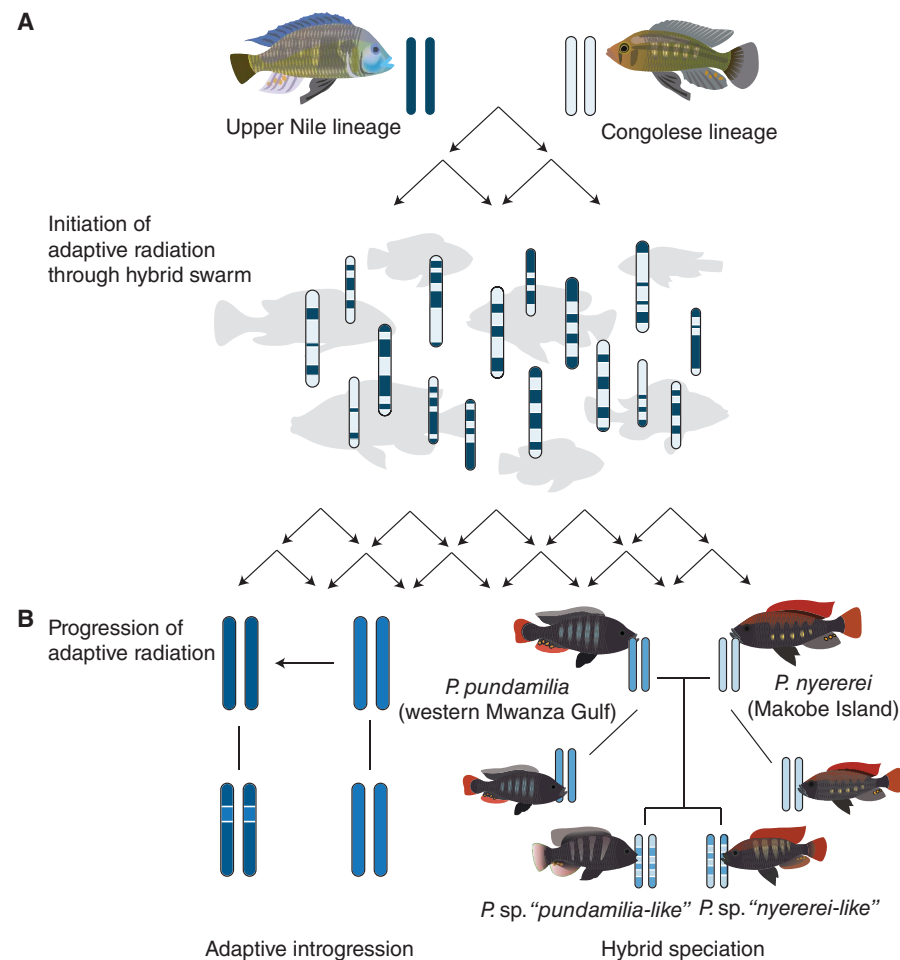 A
Upper Nile lineage
Congolese lineage
Initiation of
adaptive radiation
through hybrid swarm
B
Progression of
adaptive radiation
P. pundamilia
(western Mwanza Gulf)
P. nyererei
(Makobe Island)
P. sp. “pundamilia-like”
P. sp. “nyererei-like”
Adaptive introgression
Hybrid speciation